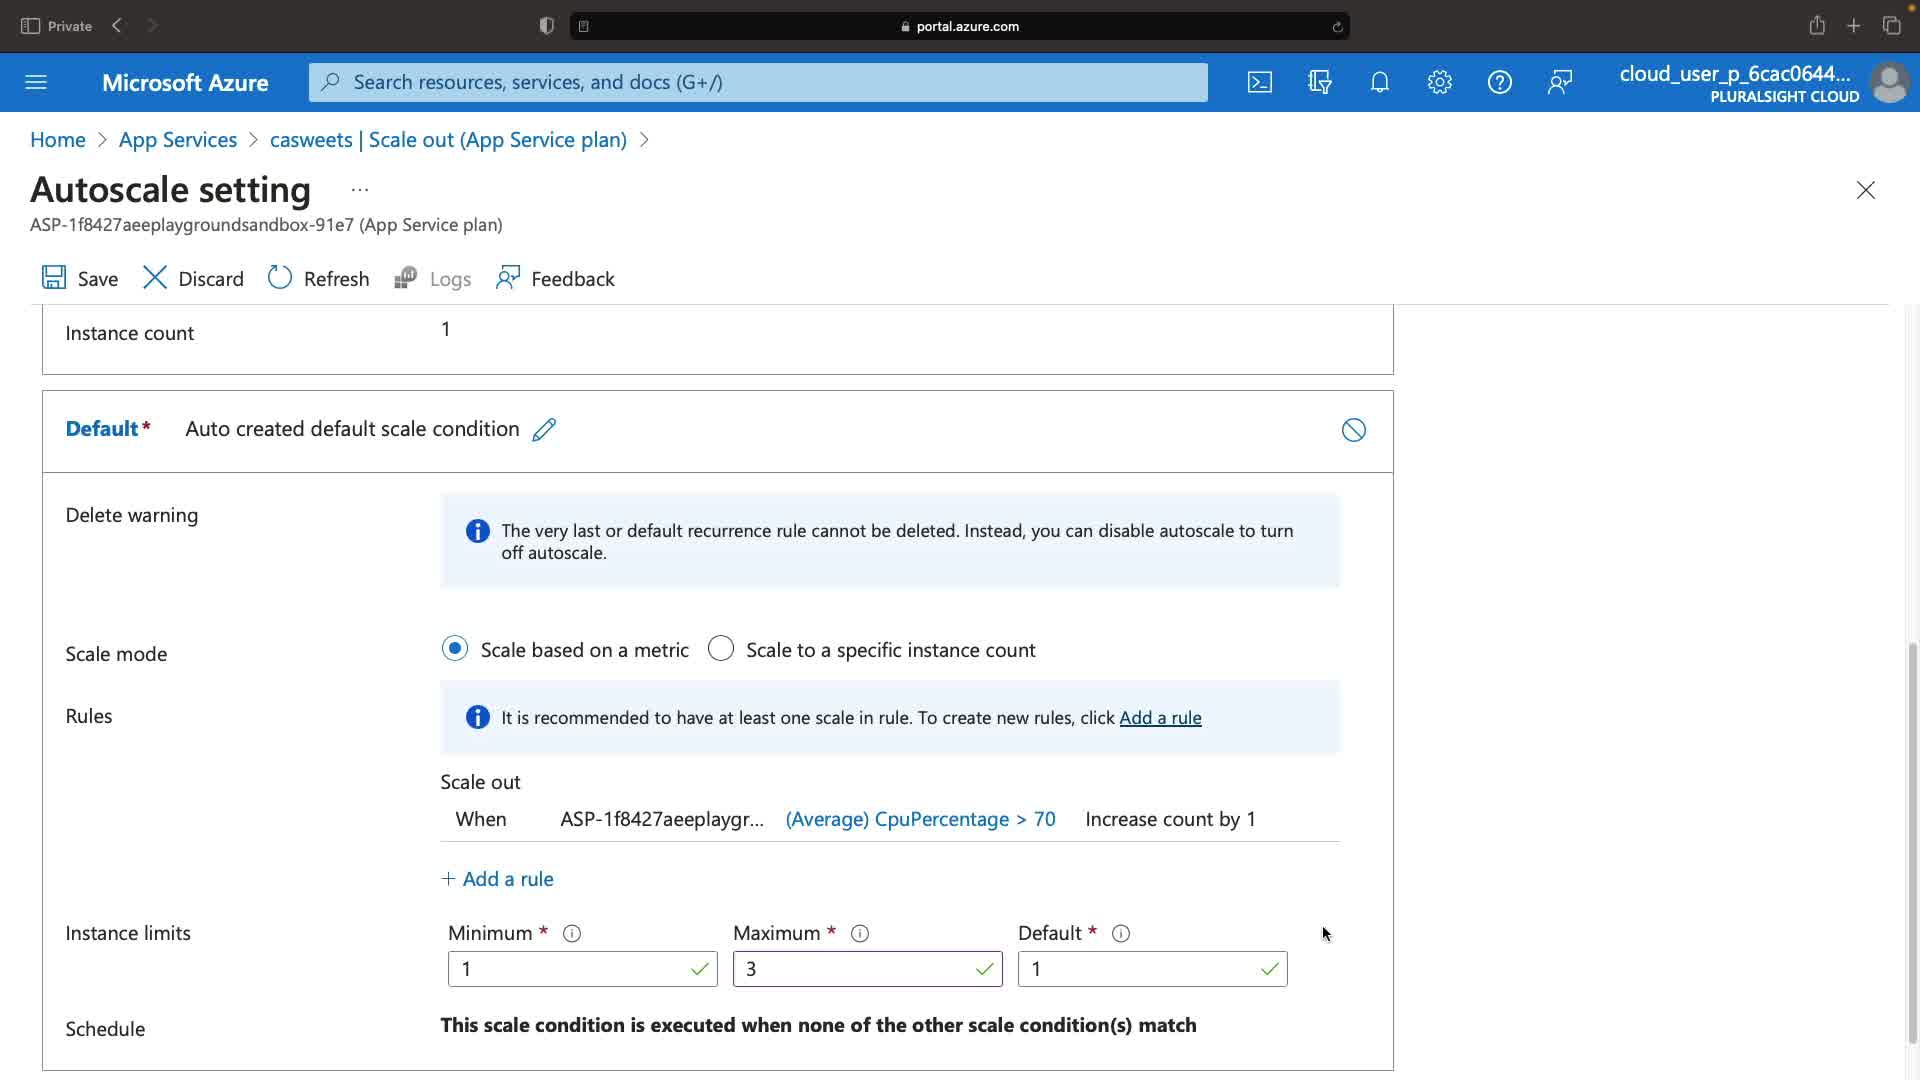 Private
portal.azure.com
Microsoft Azure
Search resources, services, and docs (G+/)
cloud_user_p_6cac0644...
PLURALSIGHT CLOUD
Home > App Services > casweets | Scale out (App Service plan) >
Autoscale setting ...
ASP-1f8427aeeplaygroundsandbox-91e7 (App Service plan)
Save Discard Refresh Logs Feedback
Instance count 1
Default * Auto created default scale condition
Delete warning
The very last or default recurrence rule cannot be deleted. Instead, you can disable autoscale to turn
off autoscale.
Scale mode Scale based on a metric Scale to a specific instance count
Rules It is recommended to have at least one scale in rule. To create new rules, click Add a rule
Scale out
When ASP-1f8427aeeplaygr... (Average) CpuPercentage > 70 Increase count by 1
+ Add a rule
Instance limits Minimum * Maximum * Default *
1 3 1
Schedule This scale condition is executed when none of the other scale condition(s) match